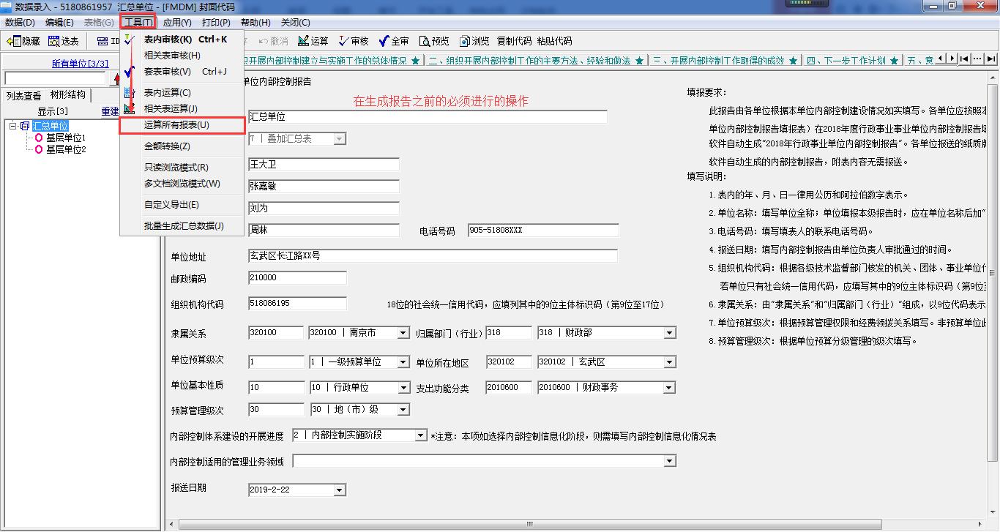 数据录入 - 5180861957 汇总单位 - [FMDM] 封面代码
数据(D) 编辑(E) 表格(G) 工具(T) 应用(Y) 打印(P) 帮助(H) 关闭(C)
隐藏 选表 撤消 运算 审核 全审 预览 浏览 复制代码 粘贴代码
所有单位[3/3]
织开展内部控制建立与实施工作的总体情况 ★ 二、组织开展内部控制工作的主要方法、经验和做法 ★ 三、开展内部控制工作取得的成效 ★ 四、下一步工作计划 ★ 五、意
列表查看 树形结构
显示[3] 重建
汇总单位
基层单位1
基层单位2
表内审核(K) Ctrl+K
相关表审核(H)
套表审核(V) Ctrl+J
表内运算(C)
相关表运算(J)
运算所有报表(U)
金额转换(Z)
只读浏览模式(R)
多文档浏览模式(W)
自定义导出(E)
批量生成汇总数据(J)
单位内部控制报告
在生成报告之前的必须进行的操作
汇总单位
7 | 叠加汇总表
王大卫
张嘉敏
刘为
周林 电话号码 905-51808XXX
单位地址 玄武区长江路XX号
邮政编码 210000
组织机构代码 518086195 18位的社会统一信用代码，应填列其中的9位主体标识码（第9位至17位）
隶属关系 320100 320100 | 南京市 归属部门（行业） 318 318 | 财政部
单位预算级次 1 1 | 一级预算单位 单位所在地区 320102 320102 | 玄武区
单位基本性质 10 10 | 行政单位 支出功能分类 2010600 2010600 | 财政事务
预算管理级次 30 30 | 地（市）级
内部控制体系建设的开展进度 2 | 内部控制实施阶段 *注意：本项如选择内部控制信息化阶段，则需填写内部控制信息化情况表
内部控制适用的管理业务领域
报送日期 2019-2-22
填报要求:
此报告由各单位根据本单位内部控制建设情况如实填写。各单位应按照本
单位内部控制报告填报表）在2018年度行政事业事业单位内部控制报告填
软件自动生成"2018年行政事业单位内部控制报告"。各单位报送的纸质版
软件自动生成的内部控制报告，附表内容无需报送。
填写说明:
1.表内的年、月、日一律用公历和阿拉伯数字表示。
2.单位名称：填写单位全称；单位填报本级报告时，应在单位名称后加"
3.电话号码：填写填表人的联系电话号码。
4.报送日期：填写内部控制报告由单位负责人审批通过的时间。
5.组织机构代码：根据各级技术监督部门核发的机关、团体、事业单位代
若单位只有社会统一信用代码，应填写其中的9位主体标识码（第9位至
6.隶属关系：由"隶属关系"和"归属部门（行业）"组成，以9位代表示
7.单位预算级次：根据预算管理权限和经费领拨关系填写。非预算单位此
8.预算管理级次：根据单位预算分级管理的级次填写。